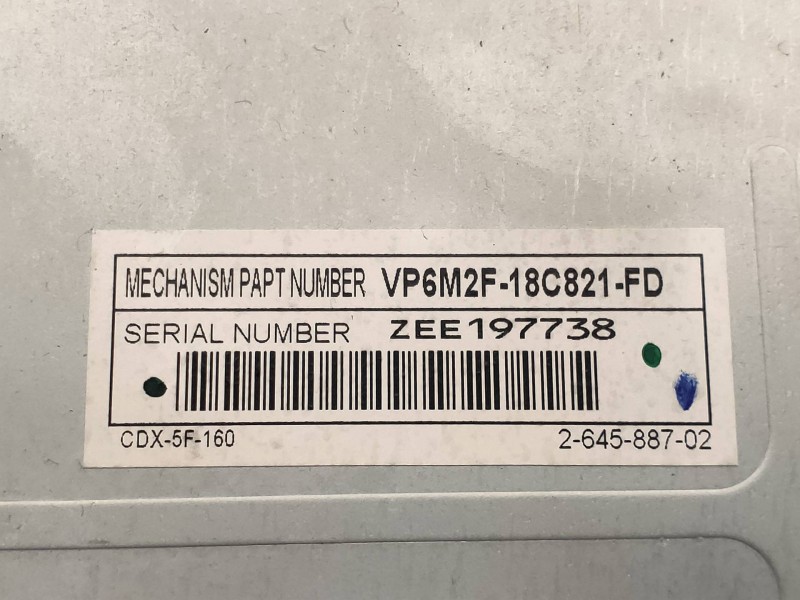 MECHANISM PAPT NUMBER VP6M2F-18C821-FD
SERIAL NUMBER ZEE197738
CDX-5F-160 2-645-887-02